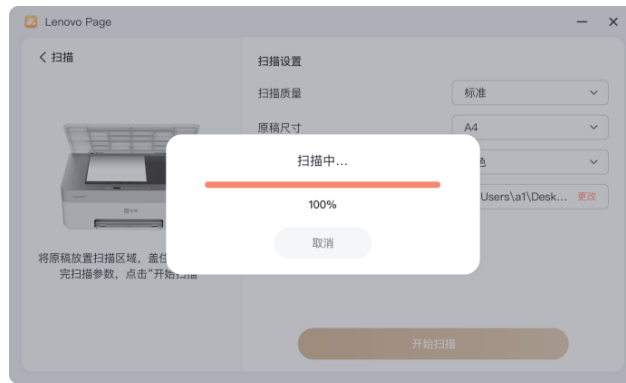 Lenovo Page
扫描
扫描设置
扫描质量
标准
原稿尺寸
A4
扫描中...
色
100%
Users\a1\Desk... 更改
取消
将原稿放置扫描区域，盖住
完扫描参数，点击“开始扫描
开始扫描